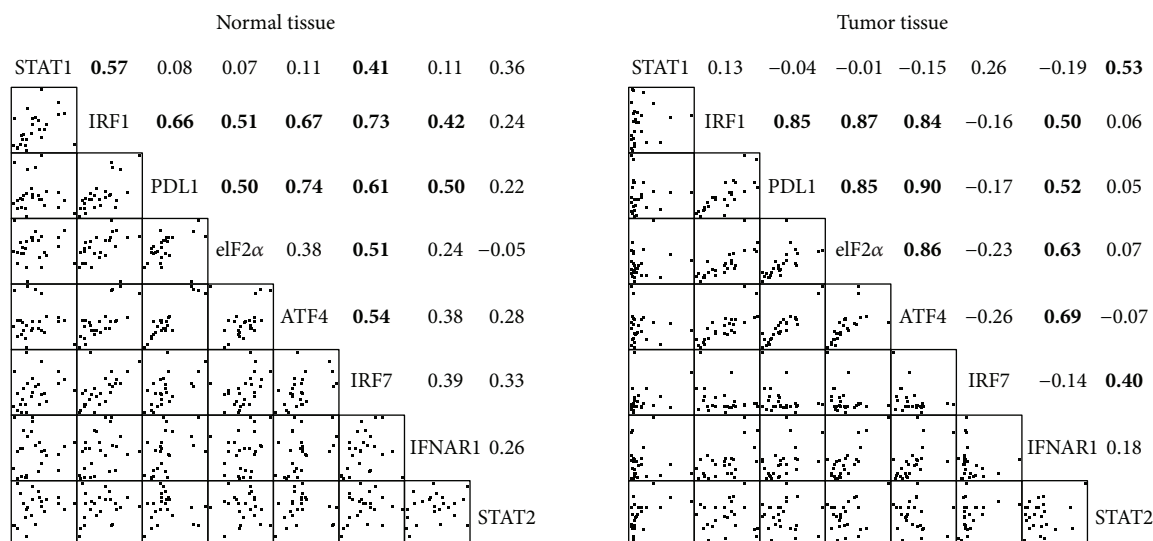 Normal tissue
STAT1 0.57 0.08 0.07 0.11 0.41 0.11 0.36
IRF1 0.66 0.51 0.67 0.73 0.42 0.24
PDL1 0.50 0.74 0.61 0.50 0.22
elF2α 0.38 0.51 0.24 −0.05
ATF4 0.54 0.38 0.28
IRF7 0.39 0.33
IFNAR1 0.26
STAT2
Tumor tissue
STAT1 0.13 −0.04 −0.01 −0.15 0.26 −0.19 0.53
IRF1 0.85 0.87 0.84 −0.16 0.50 0.06
PDL1 0.85 0.90 −0.17 0.52 0.05
elF2α 0.86 −0.23 0.63 0.07
ATF4 −0.26 0.69 −0.07
IRF7 −0.14 0.40
IFNAR1 0.18
STAT2